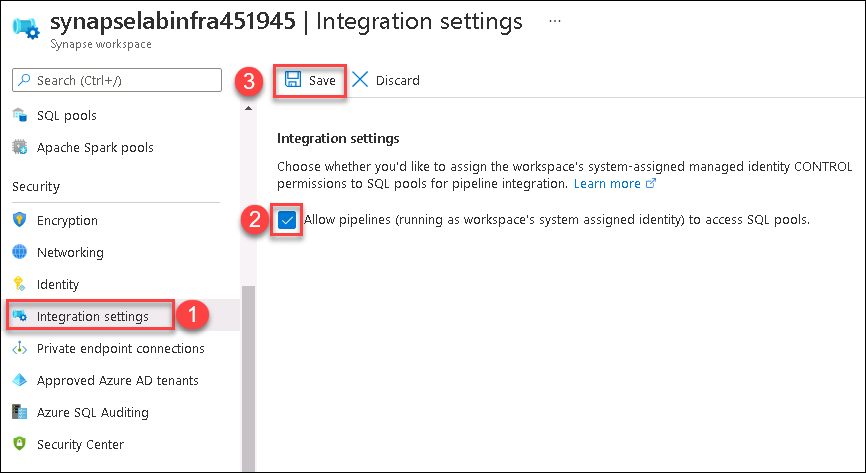 synapselabinfra451945 | Integration settings ...
Synapse workspace
Search (Ctrl+/)
SQL pools
Apache Spark pools
Security
Encryption
Networking
Identity
Integration settings
1
Private endpoint connections
Approved Azure AD tenants
Azure SQL Auditing
Security Center
3
Save
Discard
Integration settings
Choose whether you'd like to assign the workspace's system-assigned managed identity CONTROL
permissions to SQL pools for pipeline integration. Learn more
2
Allow pipelines (running as workspace's system assigned identity) to access SQL pools.